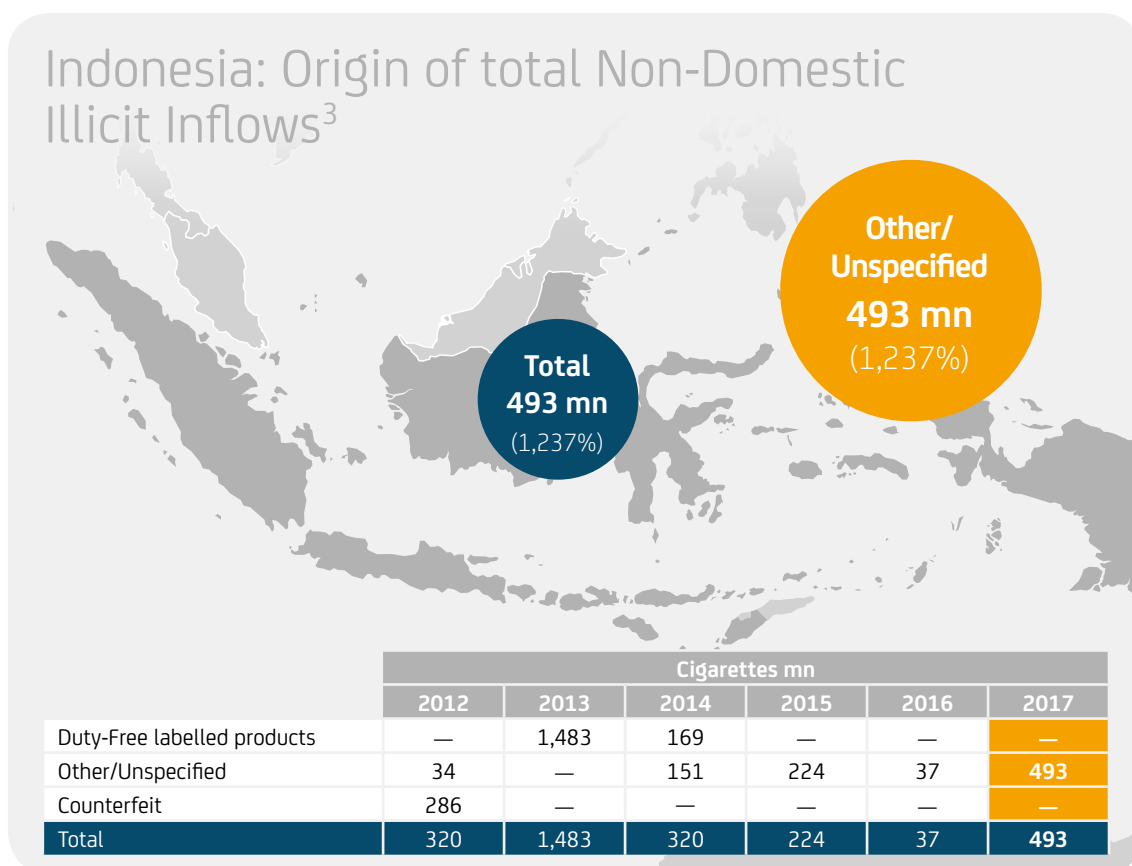 Indonesia: Origin of total Non-Domestic
Illicit Inflows³
Other/
Unspecified
493 mn
(1,237%)
Total
493 mn
(1,237%)
Cigarettes mn
2012 2013 2014 2015 2016 2017
Duty-Free labelled products — 1,483 169 — — —
Other/Unspecified 34 — 151 224 37 493
Counterfeit 286 — — — — —
Total 320 1,483 320 224 37 493